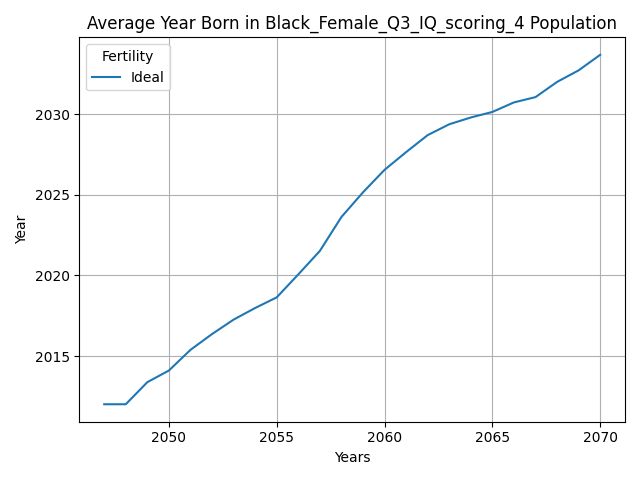 Average Year Born in Black_Female_Q3_IQ_scoring_4 Population
Fertility
Ideal
2030
2025
2020
2015
Year
2050 2055 2060 2065 2070
Years